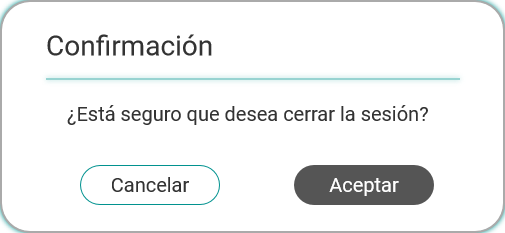 Confirmación
¿Está seguro que desea cerrar la sesión?
Cancelar
Aceptar